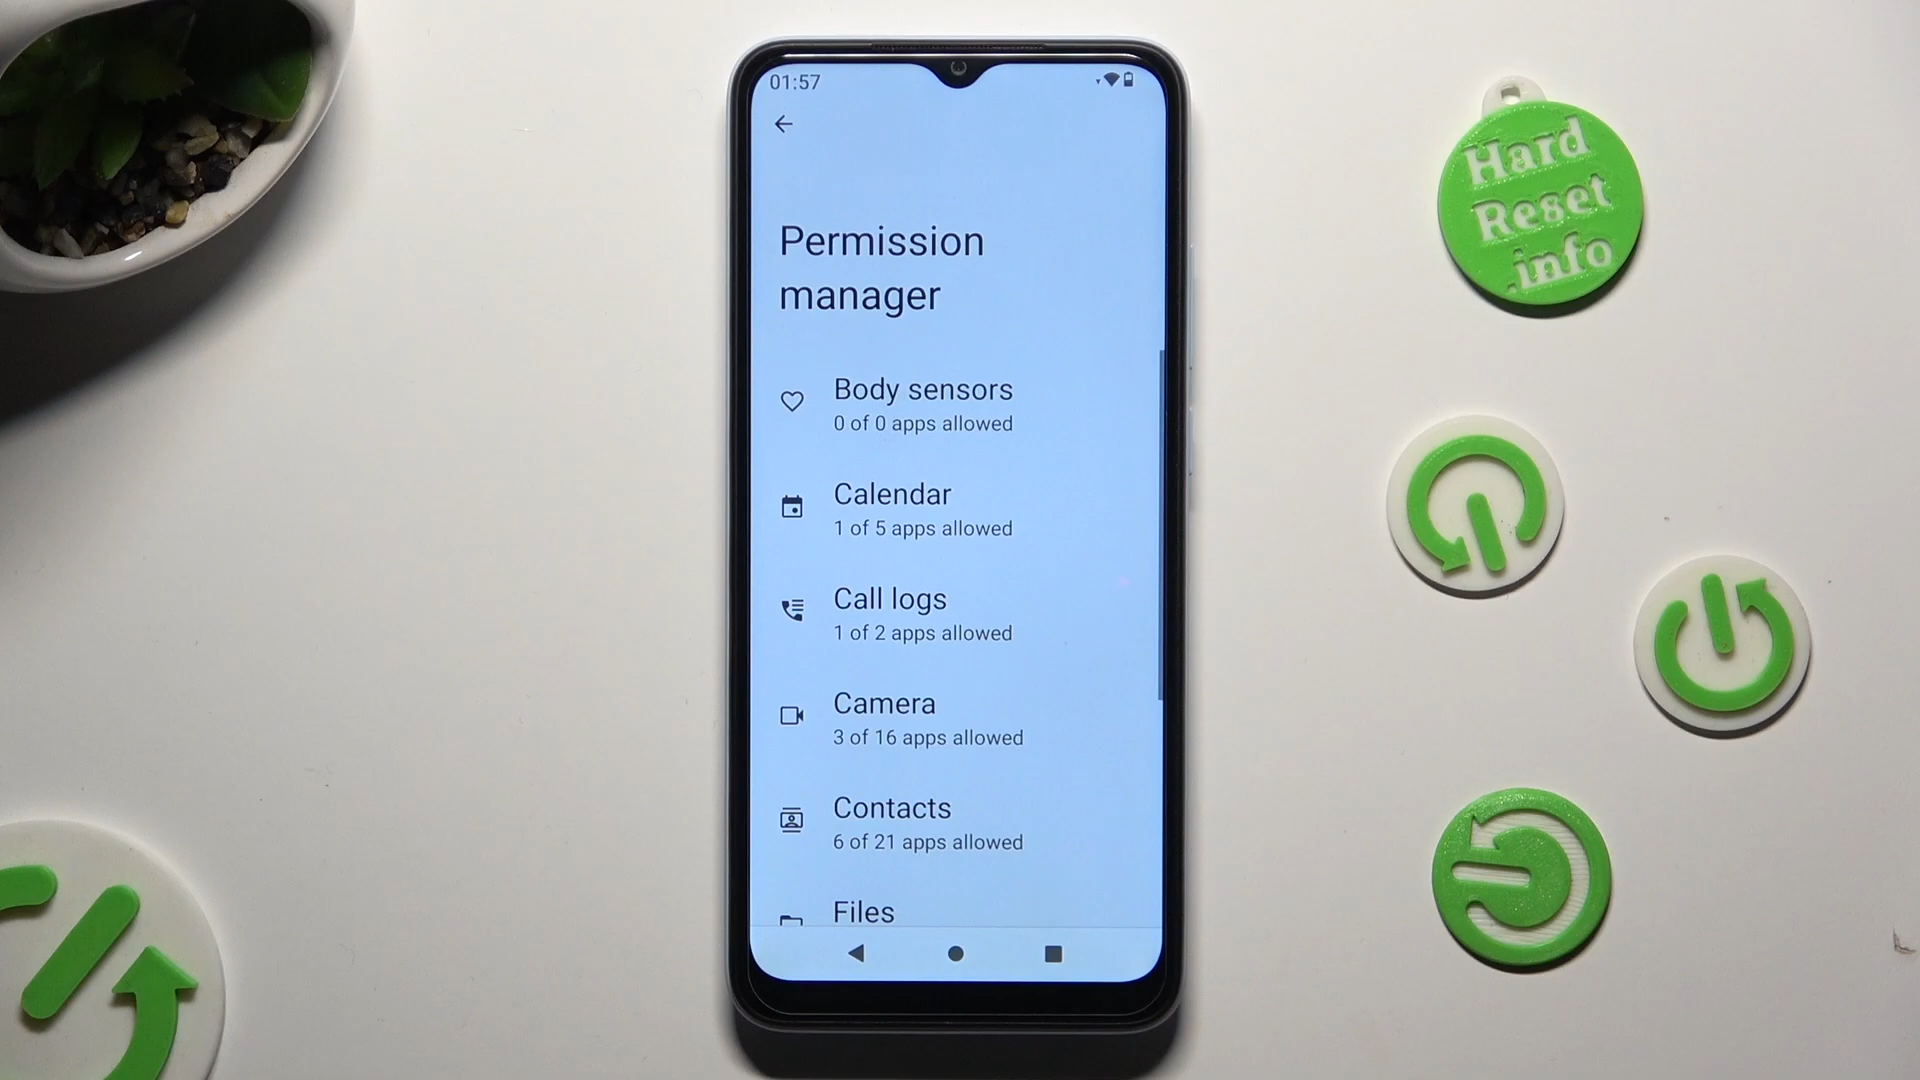 01:57
Permission
manager
Body sensors
0 of 0 apps allowed
Calendar
1 of 5 apps allowed
Call logs
1 of 2 apps allowed
Camera
3 of 16 apps allowed
Contacts
6 of 21 apps allowed
Files
Hard
Reset
.info